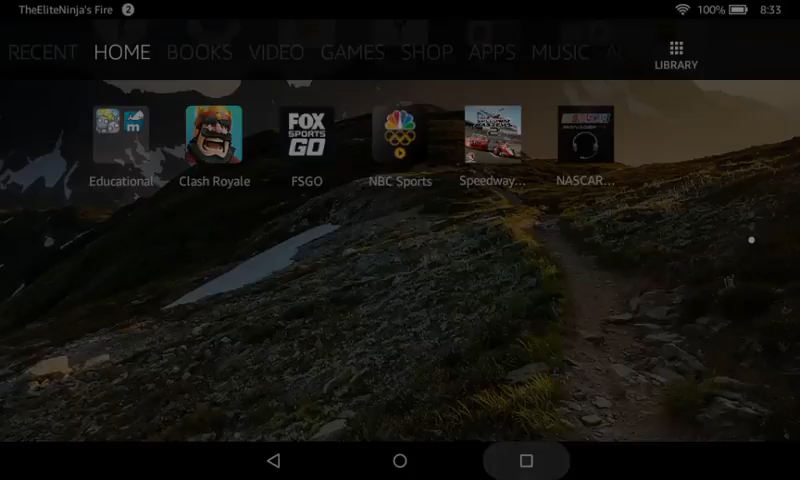 TheEliteNinja's Fire 2 100% 8:33
RECENT HOME BOOKS VIDEO GAMES SHOP APPS MUSIC
LIBRARY
FOX SPORTS GO
NASCAR
Educational Clash Royale FSGO NBC Sports Speedway... NASCAR...